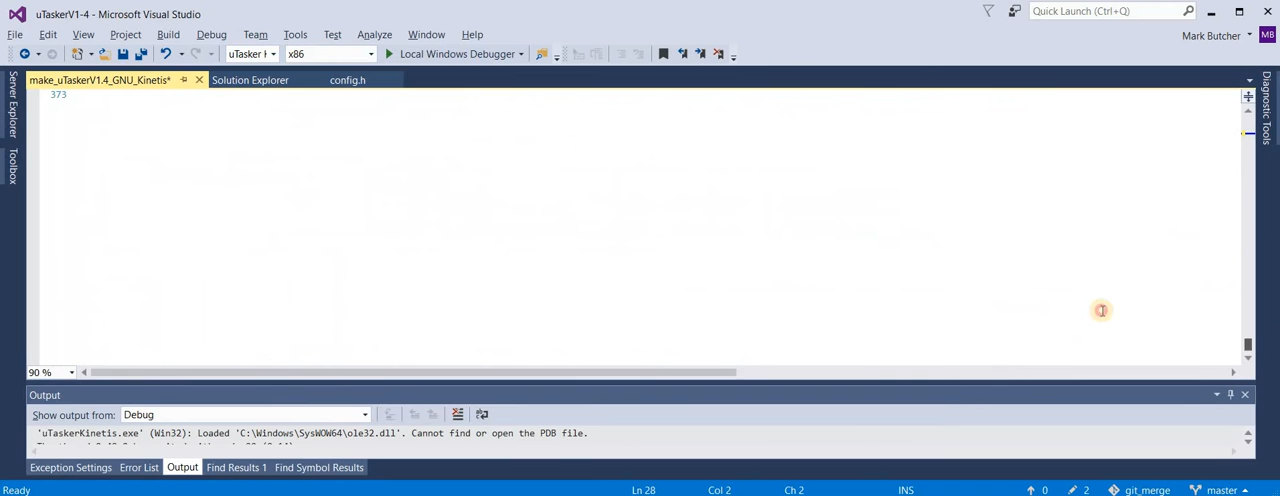 uTaskerV1-4 - Microsoft Visual Studio
Quick Launch (Ctrl+Q)
File Edit View Project Build Debug Team Tools Test Analyze Window Help
Mark Butcher MB
uTasker x86 Local Windows Debugger
make_uTaskerV1.4_GNU_Kinetis* Solution Explorer config.h
Server Explorer
Toolbox
Diagnostic Tools
373
90 %
Output
Show output from: Debug
'uTaskerKinetis.exe' (Win32): Loaded 'C:\Windows\SysWOW64\ole32.dll'. Cannot find or open the PDB file.
Exception Settings Error List Output Find Results 1 Find Symbol Results
Ready Ln 28 Col 2 Ch 2 INS 0 2 git_merge master